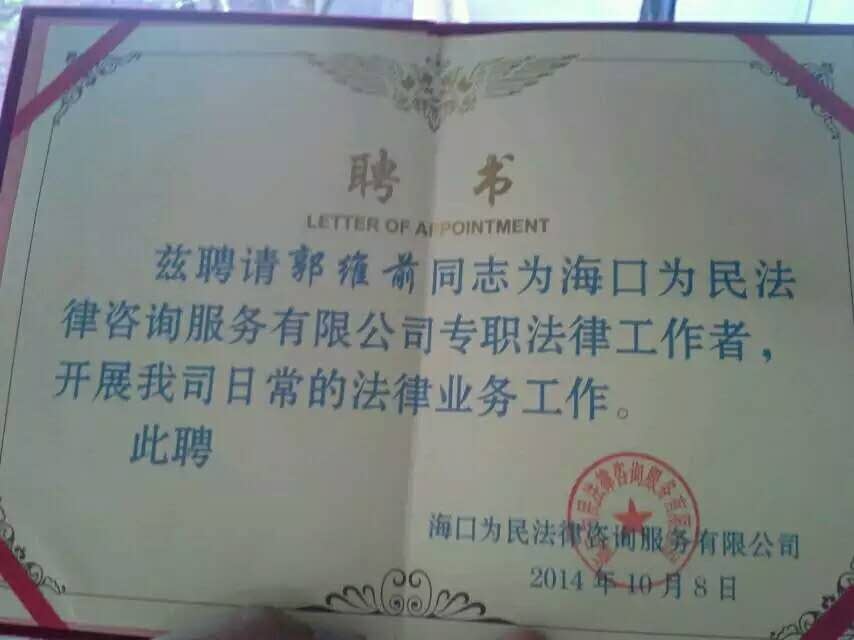 聘 书
LETTER OF APPOINTMENT
兹聘请郭维前同志为海口为民法
律咨询服务有限公司专职法律工作者，
开展我司日常的法律业务工作。
此聘
海口为民法律咨询服务有限公司
2014年10月8日